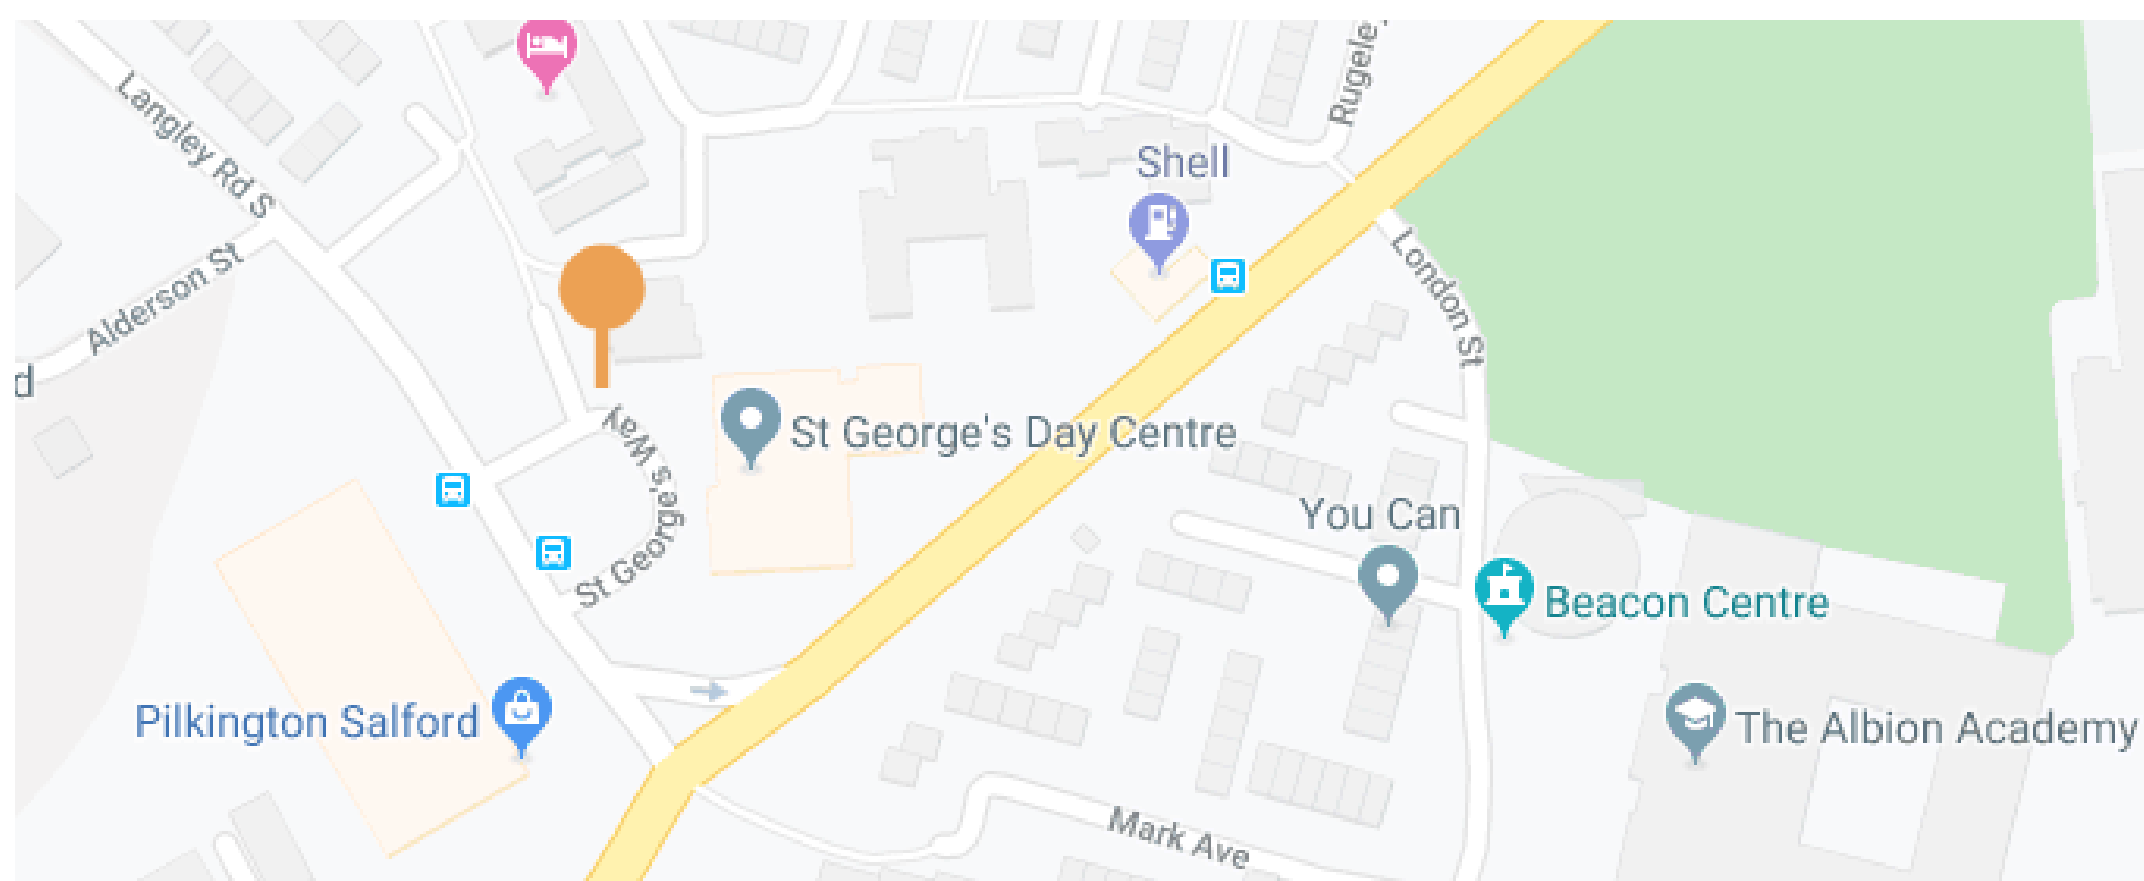 Rugeley
Langley Rd S
Shell
Alderson St
London St
d
St George's Way
St George's Day Centre
You Can
Beacon Centre
Pilkington Salford
The Albion Academy
Mark Ave